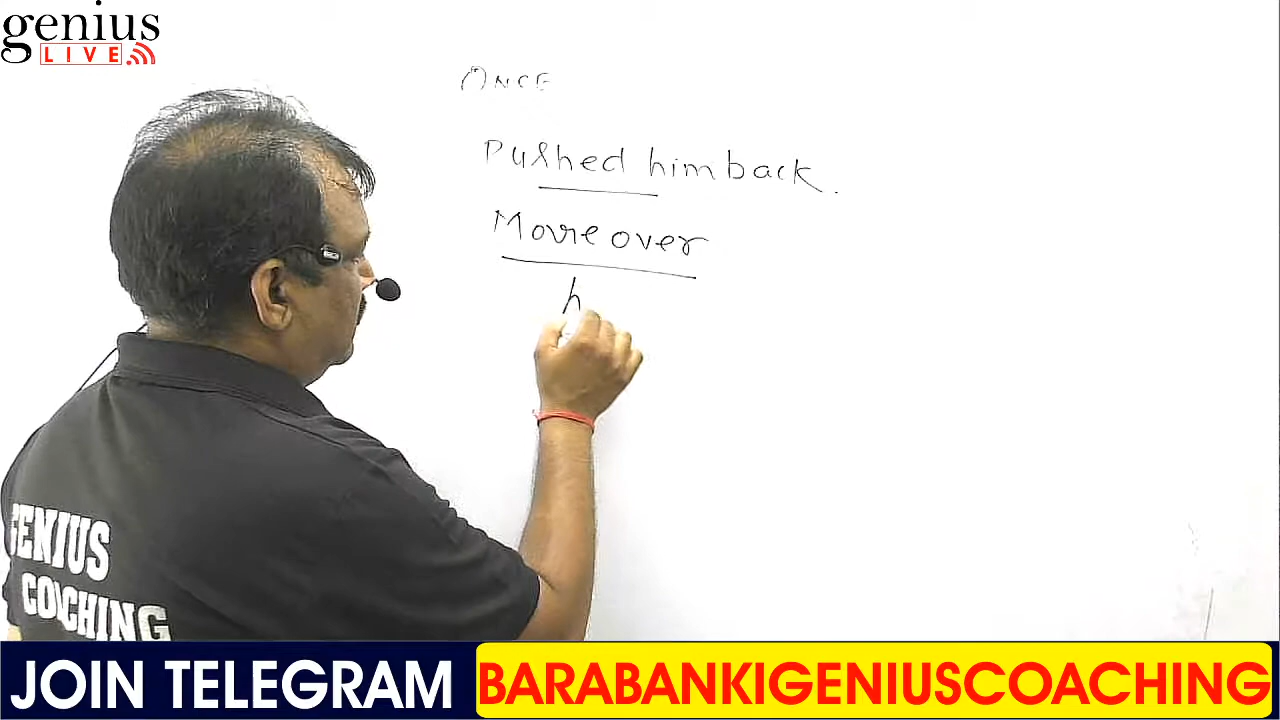 genius
LIVE
ONCE
Pushed him back.
Moreover
h
GENIUS
COACHING
JOIN TELEGRAM BARABANKIGENIUSCOACHING